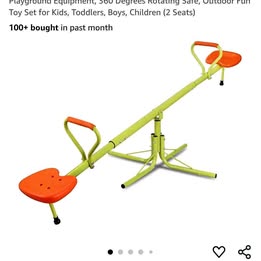 Playground Equipment, 360 Degrees Rotating Safe, Outdoor Fun
Toy Set for Kids, Toddlers, Boys, Children (2 Seats)
100+ bought in past month